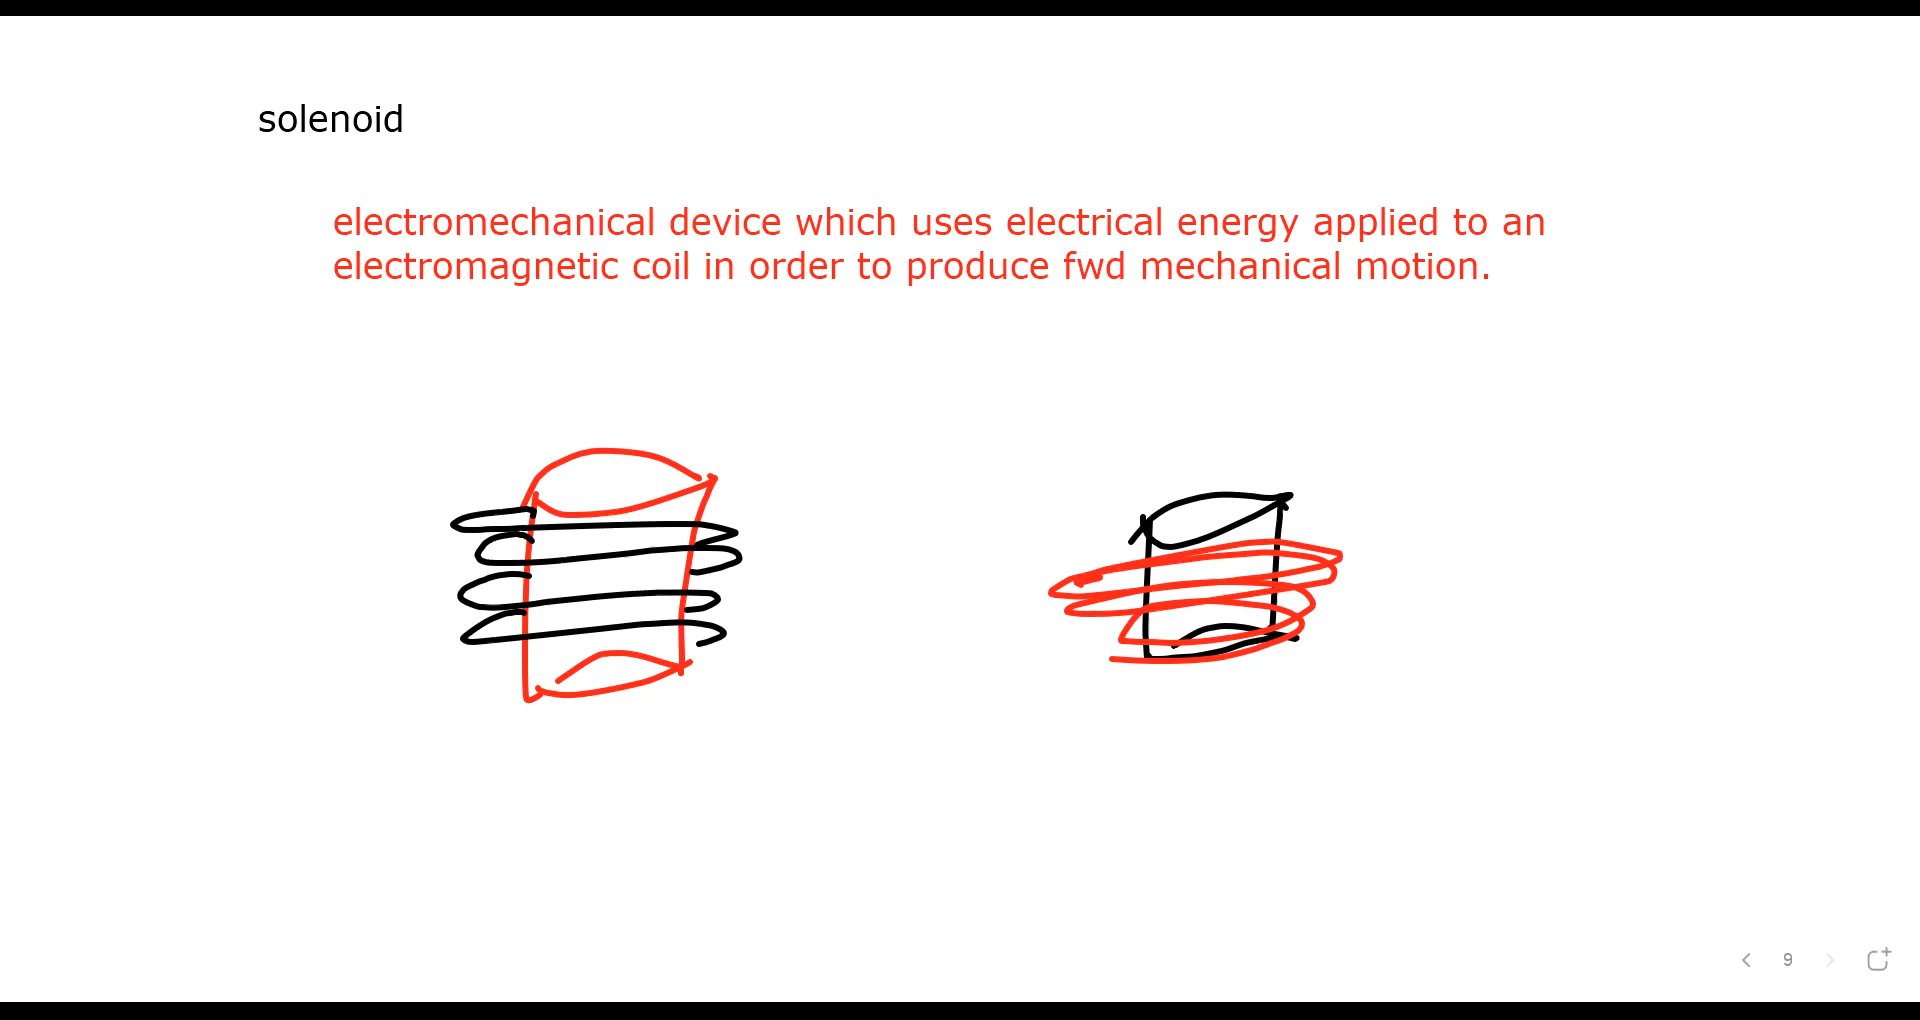 solenoid
electromechanical device which uses electrical energy applied to an
electromagnetic coil in order to produce fwd mechanical motion.
9